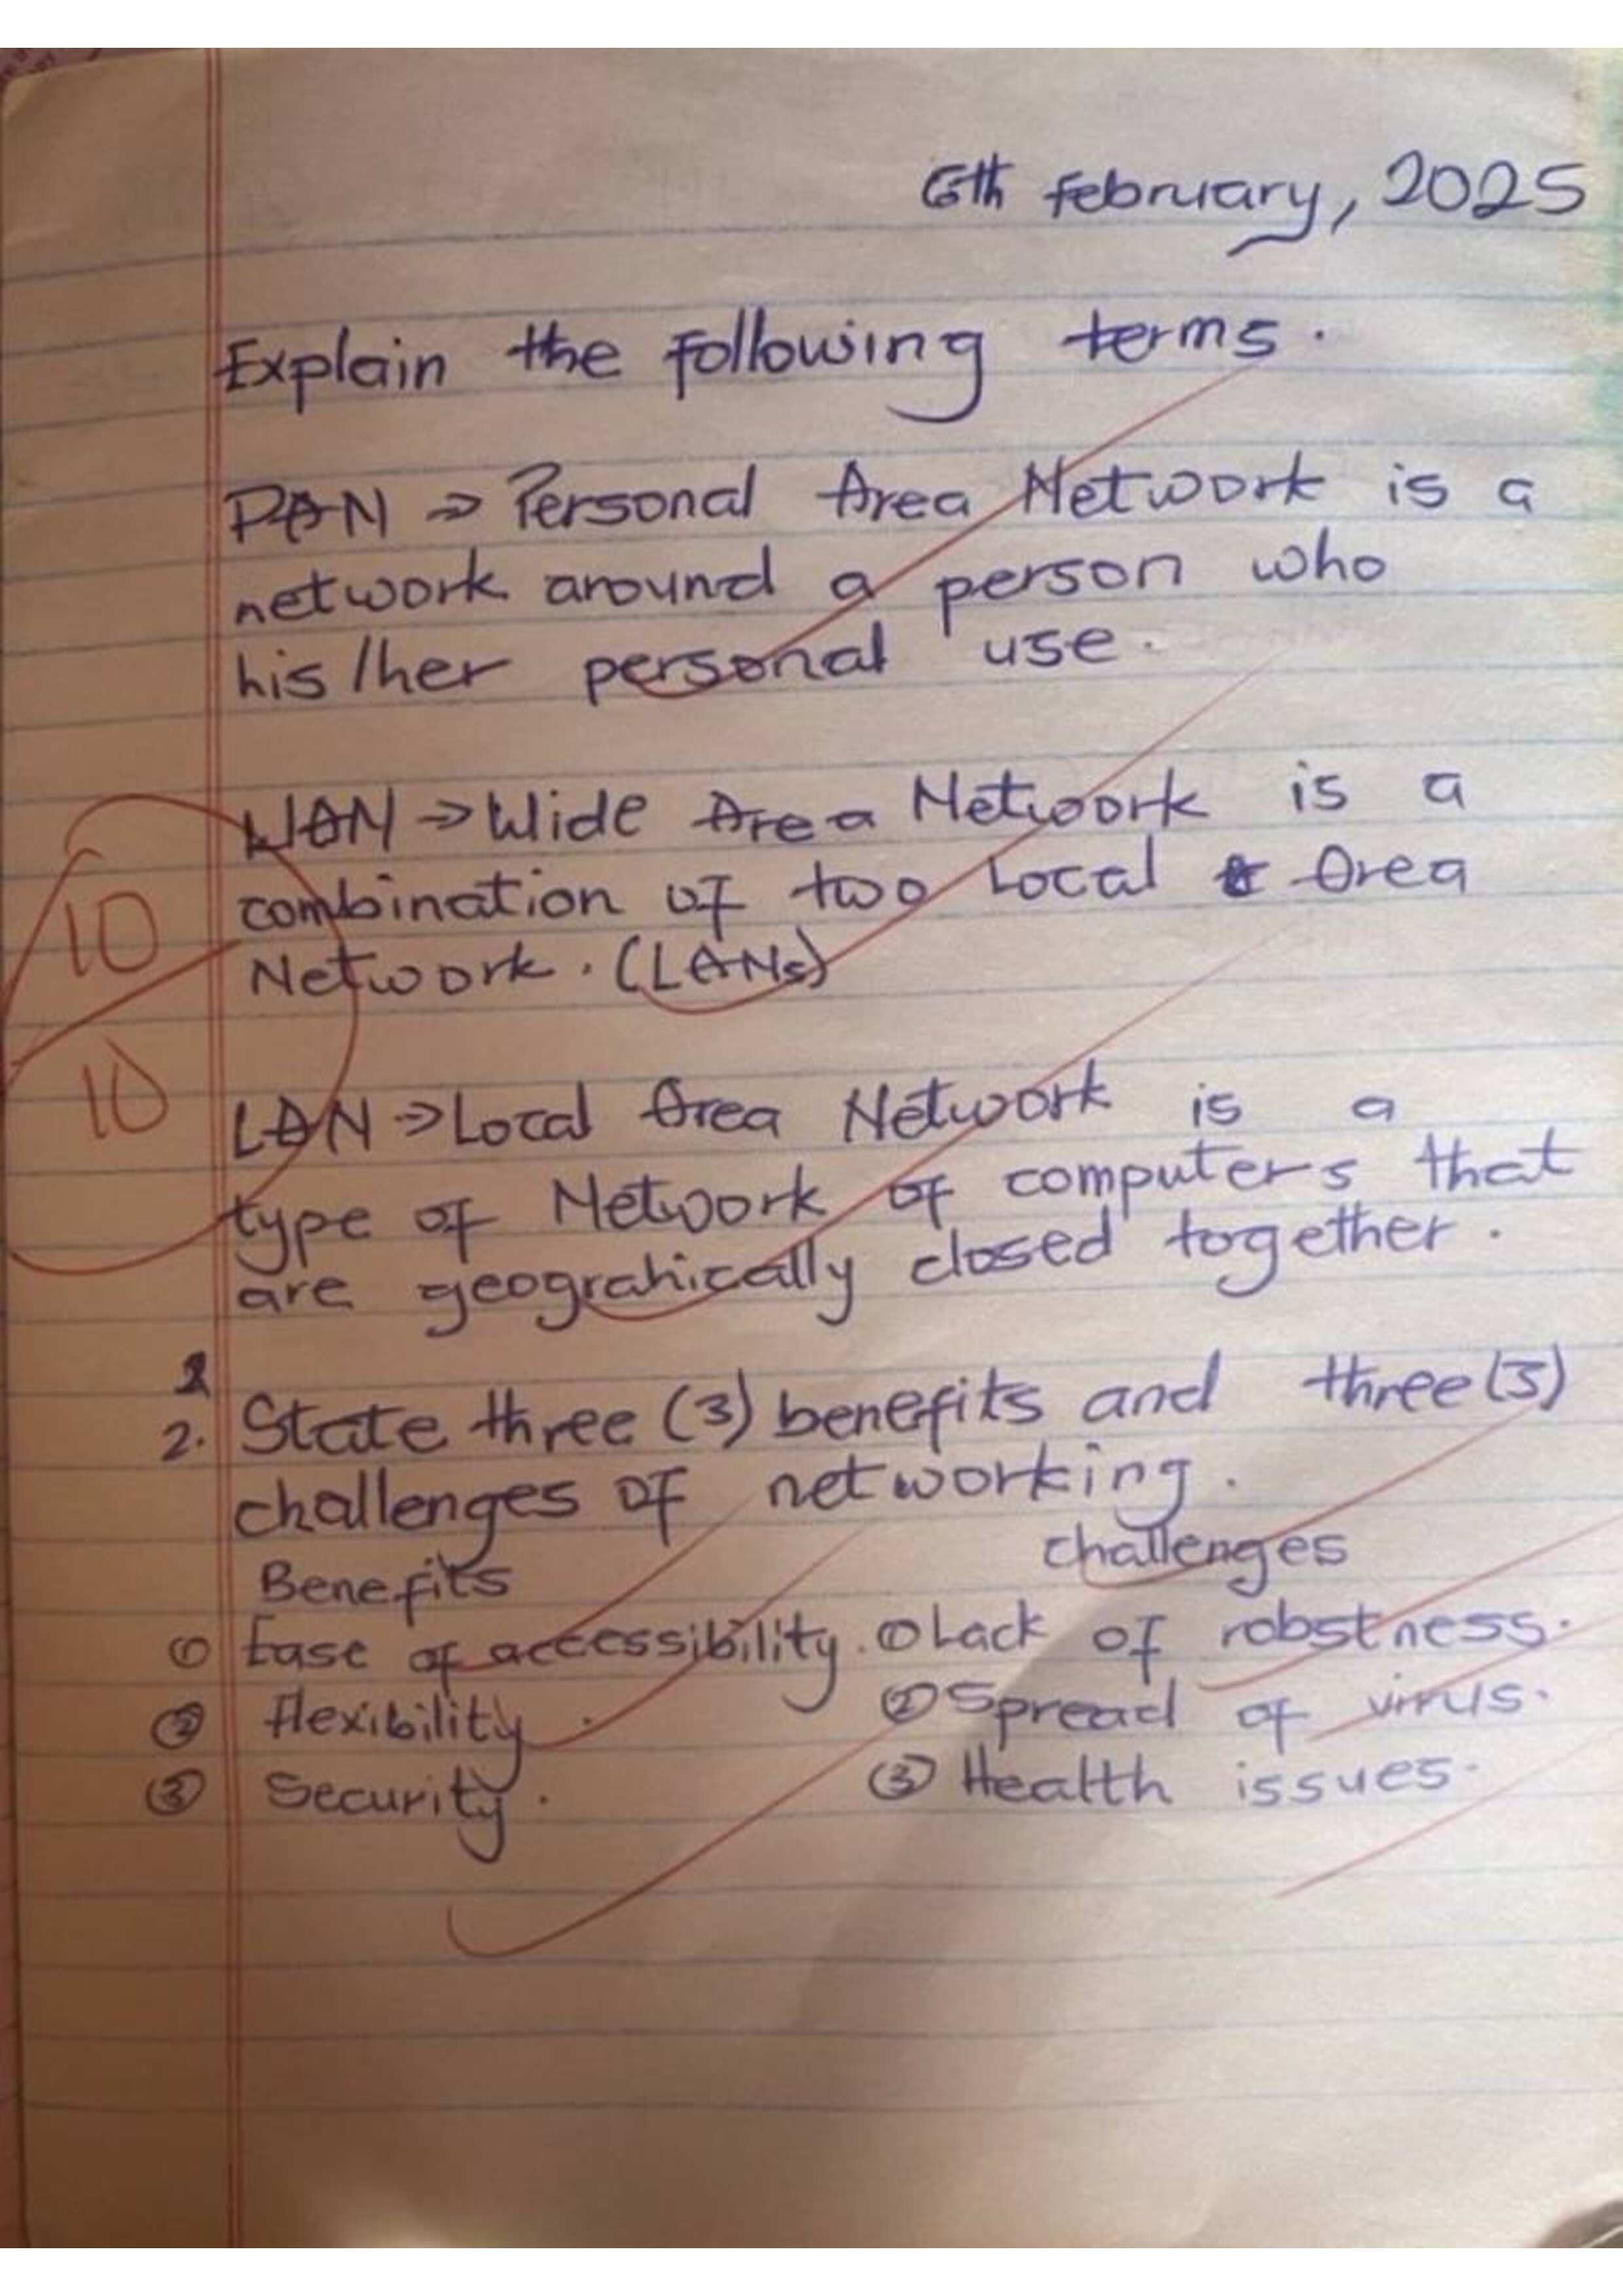 6th february, 2025
Explain the following terms.
PAN ⇒ Personal Area Network is a
network around a person who
his/her personal use.
WAN → Wide Area Network is a
combination of two Local Area
Network. (LANs)
10
10
LAN → Local Area Network is a
type of Network of computers that
are geograhically closed together.
2. State three (3) benefits and three (3)
challenges of networking.
Benefits challenges
① Ease of accessibility. ① Lack of robstness.
② flexibility. ② Spread of virus.
③ Security. ③ Health issues.